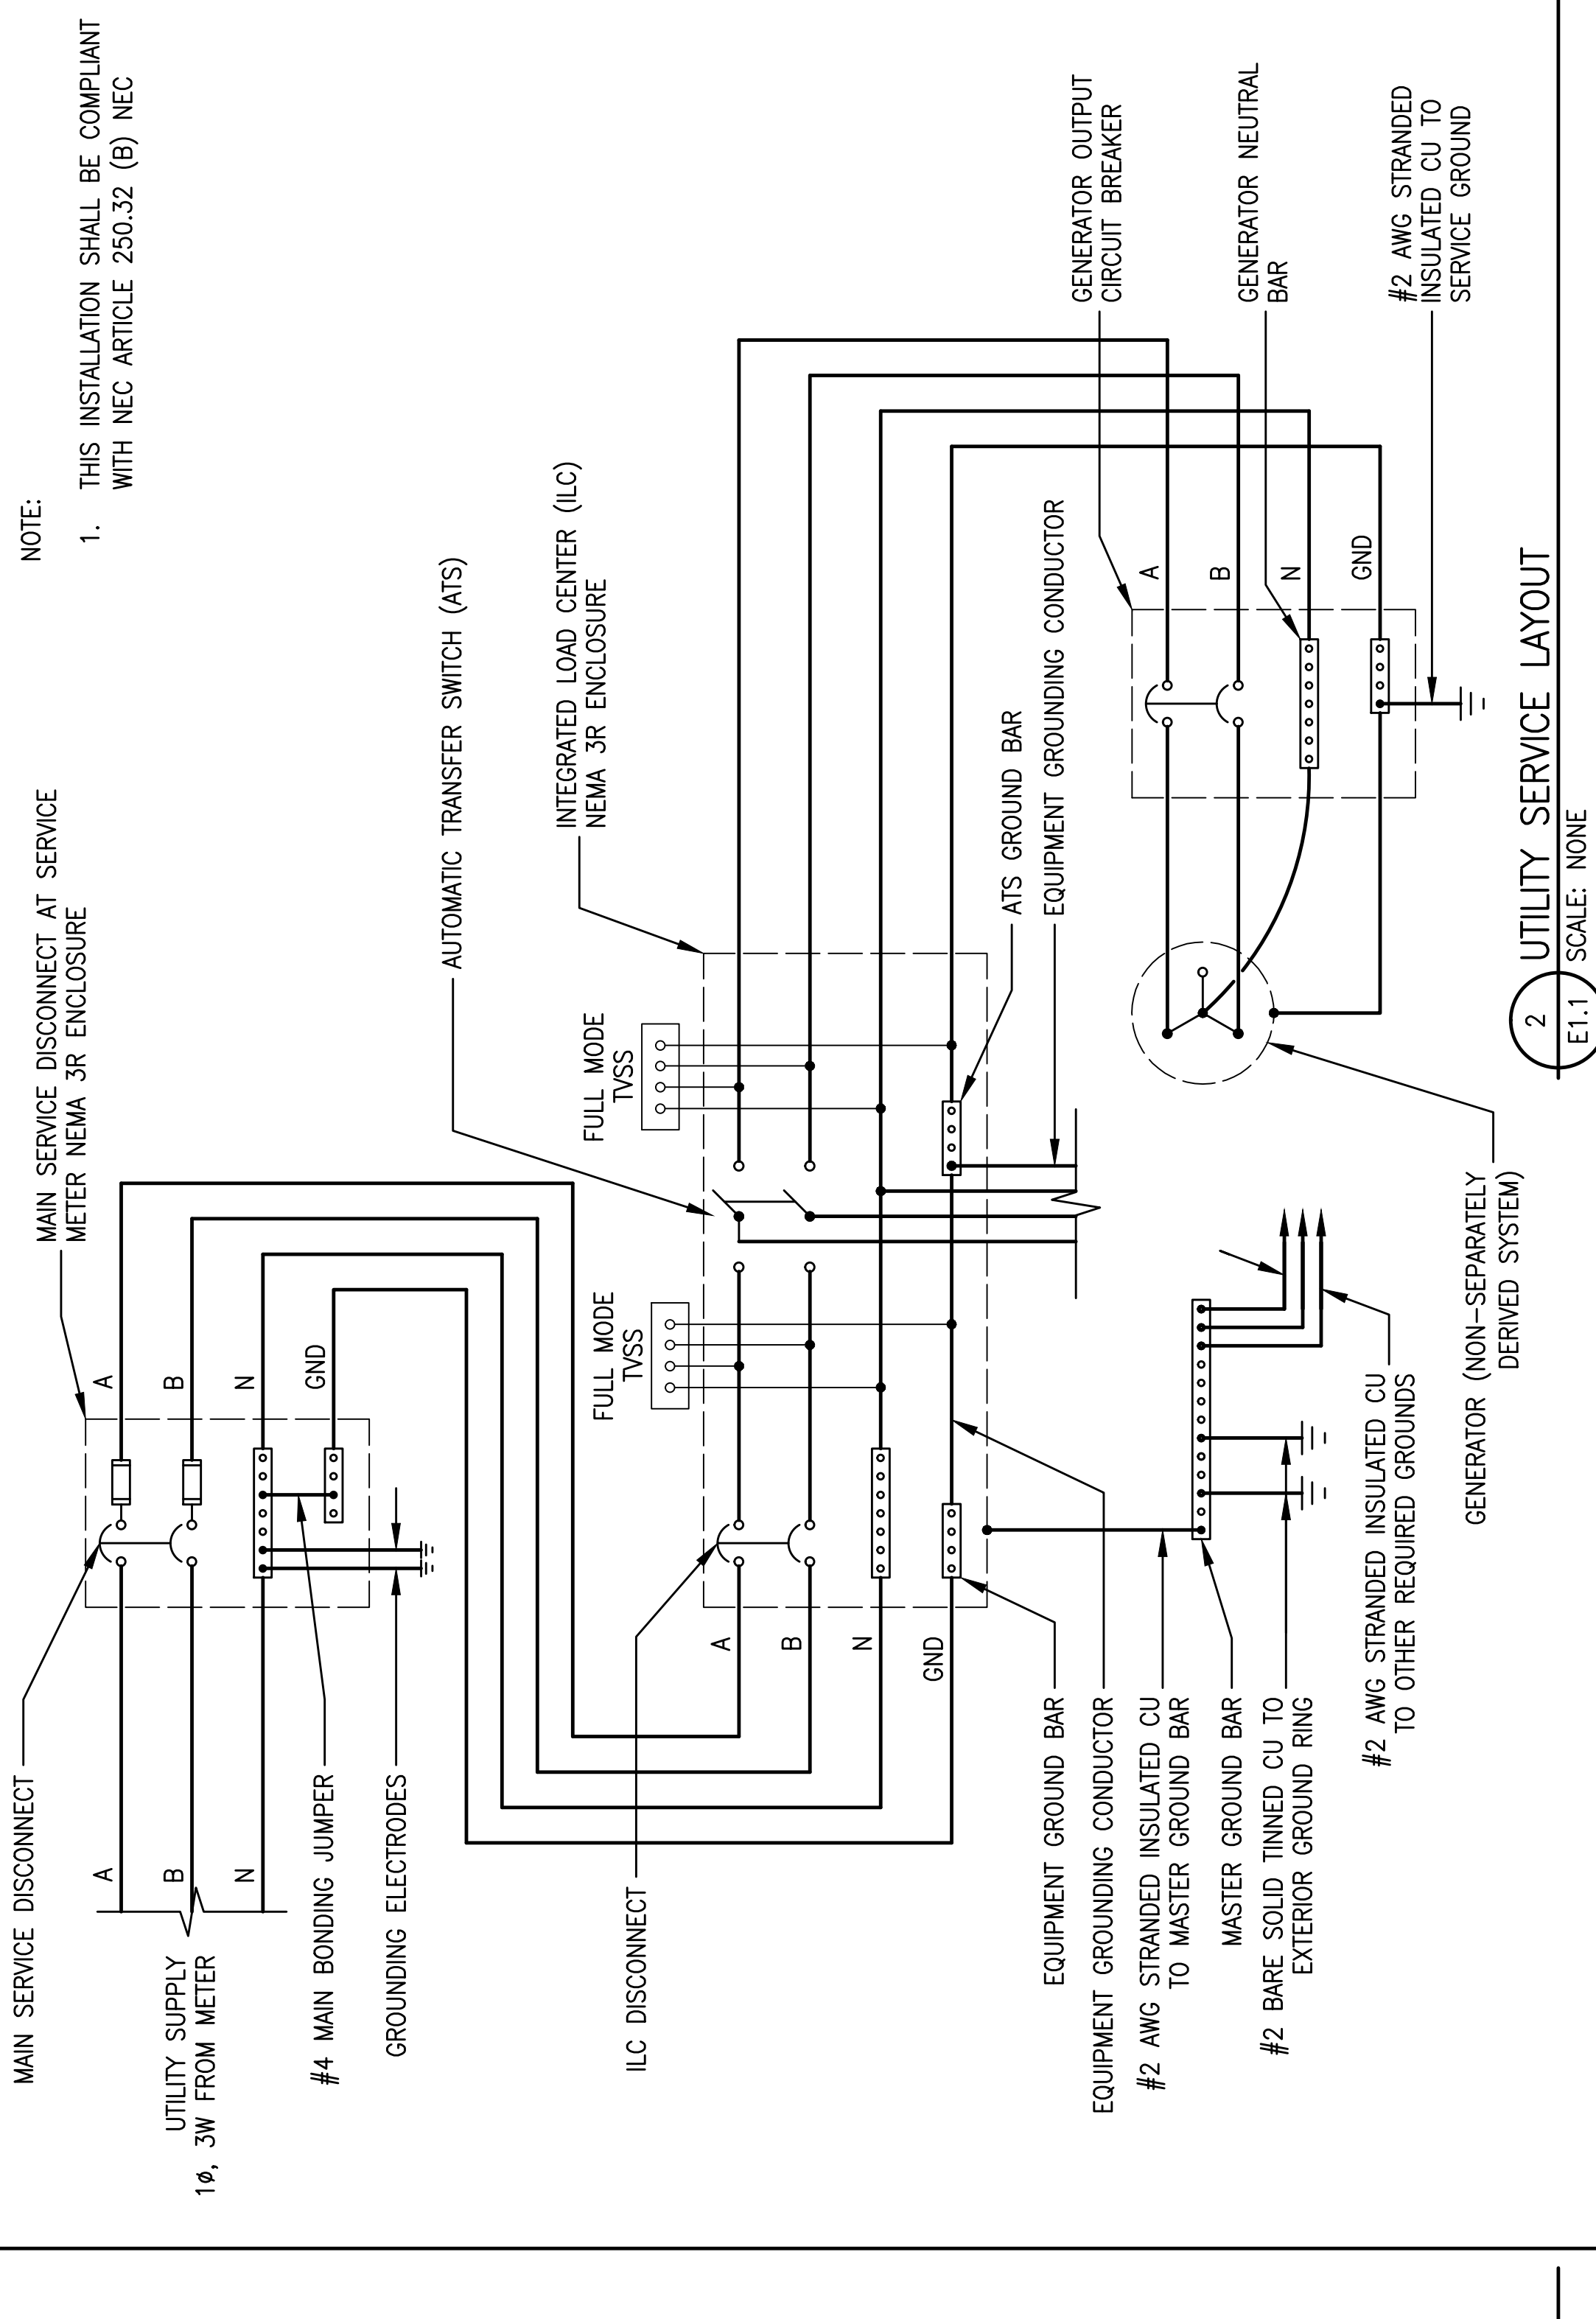 NOTE:
1. THIS INSTALLATION SHALL BE COMPLIANT
WITH NEC ARTICLE 250.32 (B) NEC
MAIN SERVICE DISCONNECT
MAIN SERVICE DISCONNECT AT SERVICE
METER NEMA 3R ENCLOSURE
A
B
N
UTILITY SUPPLY
1ø, 3W FROM METER
A
B
N
GND
#4 MAIN BONDING JUMPER
GROUNDING ELECTRODES
AUTOMATIC TRANSFER SWITCH (ATS)
INTEGRATED LOAD CENTER (ILC)
NEMA 3R ENCLOSURE
FULL MODE
TVSS
FULL MODE
TVSS
ILC DISCONNECT
A
B
N
GND
ATS GROUND BAR
EQUIPMENT GROUNDING CONDUCTOR
EQUIPMENT GROUND BAR
EQUIPMENT GROUNDING CONDUCTOR
#2 AWG STRANDED INSULATED CU
TO MASTER GROUND BAR
MASTER GROUND BAR
#2 BARE SOLID TINNED CU TO
EXTERIOR GROUND RING
#2 AWG STRANDED INSULATED CU
TO OTHER REQUIRED GROUNDS
GENERATOR (NON-SEPARATELY
DERIVED SYSTEM)
GENERATOR OUTPUT
CIRCUIT BREAKER
GENERATOR NEUTRAL
BAR
#2 AWG STRANDED
INSULATED CU TO
SERVICE GROUND
A
B
N
GND
2
E1.1
UTILITY SERVICE LAYOUT
SCALE: NONE